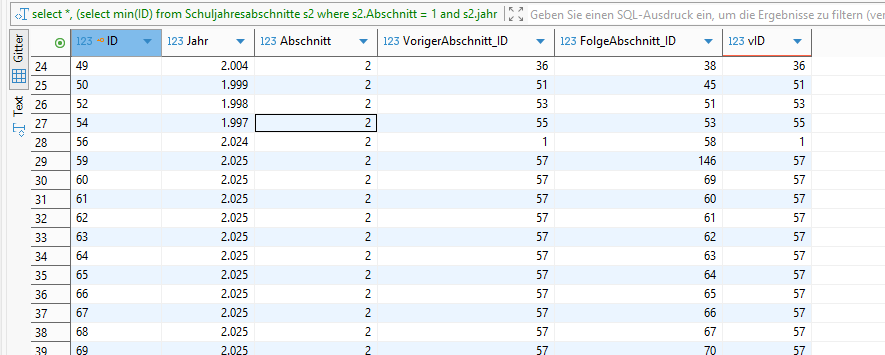 select *, (select min(ID) from Schuljahresabschnitte s2 where s2.Abschnitt = 1 and s2.jahr Geben Sie einen SQL-Ausdruck ein, um die Ergebnisse zu filtern (ver
Gitter
Text
123 ID 123 Jahr 123 Abschnitt 123 VorigerAbschnitt_ID 123 FolgeAbschnitt_ID 123 vID
24 49 2.004 2 36 38 36
25 50 1.999 2 51 45 51
26 52 1.998 2 53 51 53
27 54 1.997 2 55 53 55
28 56 2.024 2 1 58 1
29 59 2.025 2 57 146 57
30 60 2.025 2 57 69 57
31 61 2.025 2 57 60 57
32 62 2.025 2 57 61 57
33 63 2.025 2 57 62 57
34 64 2.025 2 57 63 57
35 65 2.025 2 57 64 57
36 66 2.025 2 57 65 57
37 67 2.025 2 57 66 57
38 68 2.025 2 57 67 57
39 69 2.025 2 57 70 57